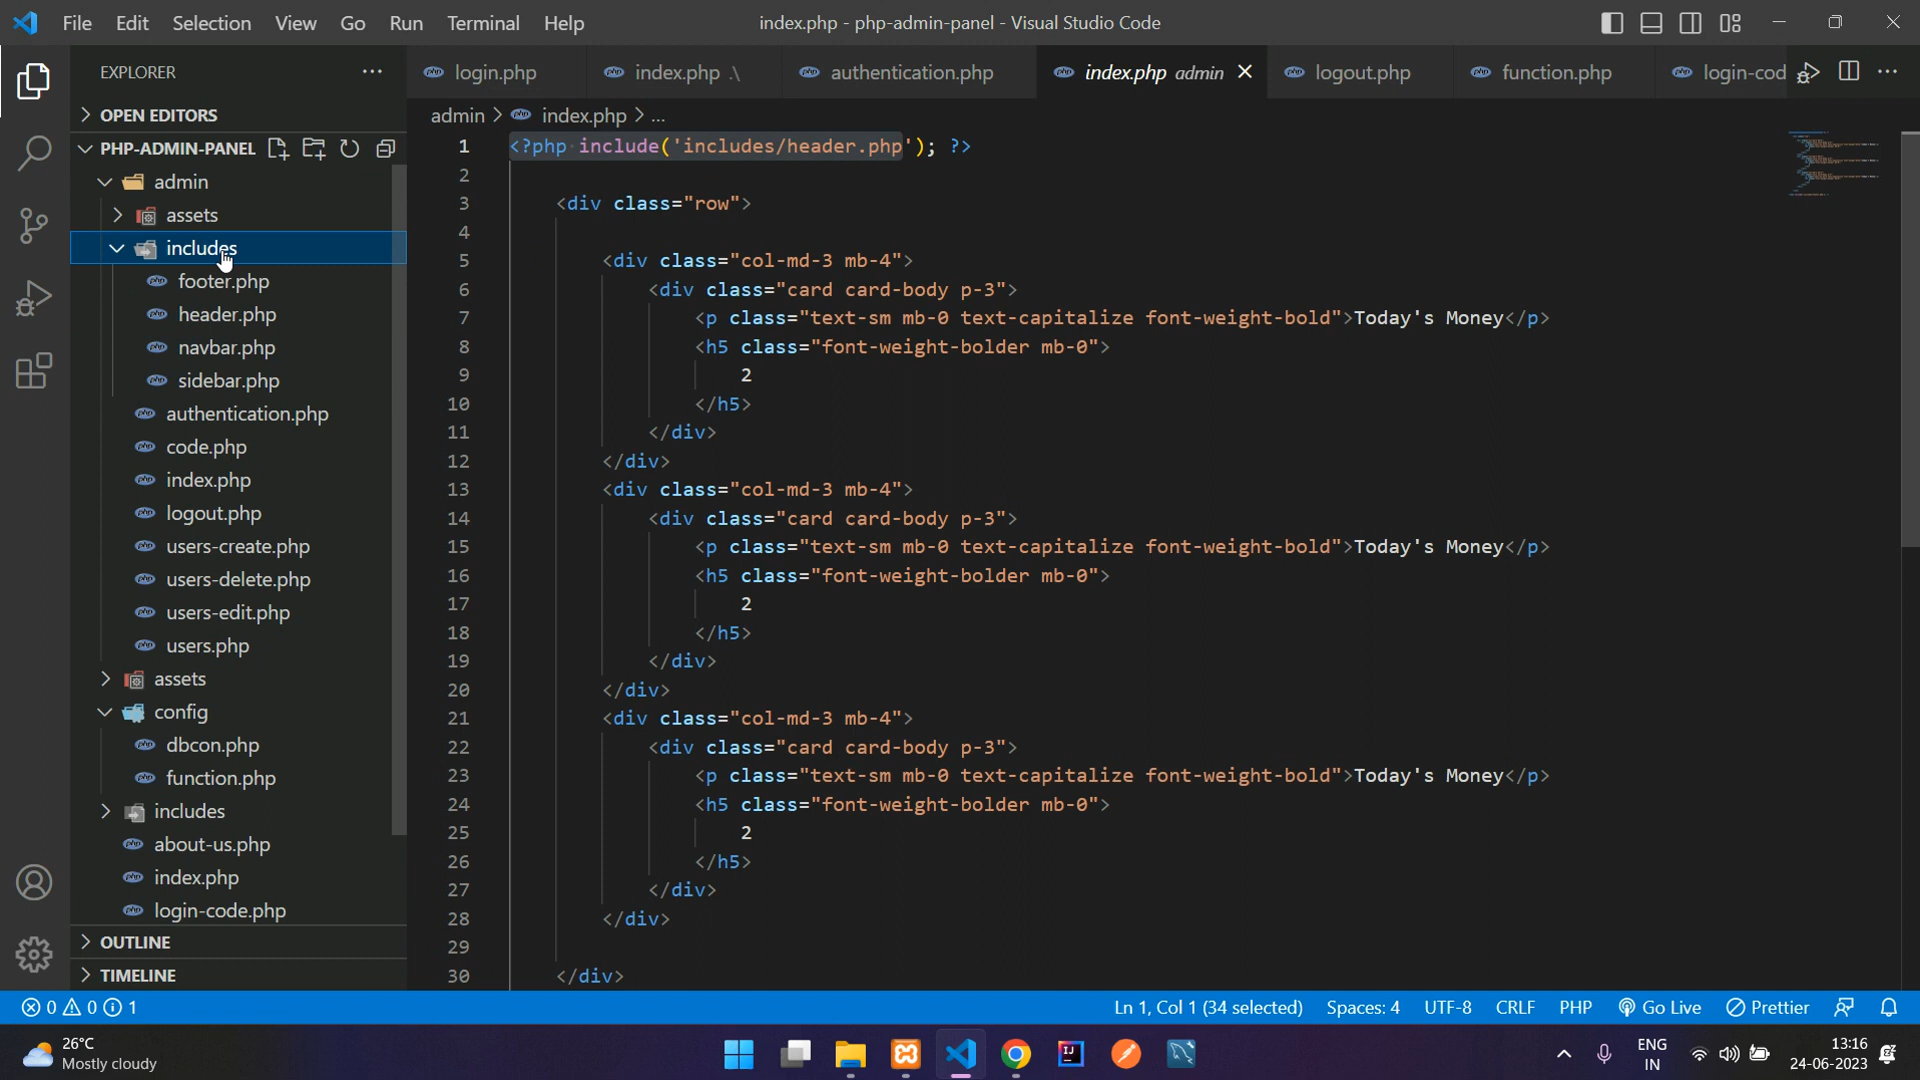 File Edit Selection View Go Run Terminal Help
index.php - php-admin-panel - Visual Studio Code
EXPLORER
OPEN EDITORS
PHP-ADMIN-PANEL
admin
assets
includes
footer.php
header.php
navbar.php
sidebar.php
authentication.php
code.php
index.php
logout.php
users-create.php
users-delete.php
users-edit.php
users.php
assets
config
dbcon.php
function.php
includes
about-us.php
index.php
login-code.php
OUTLINE
TIMELINE
login.php index.php .\ authentication.php index.php admin logout.php function.php login-cod
admin > index.php > ...
1 <?php include('includes/header.php'); ?>
2
3 <div class="row">
4
5 <div class="col-md-3 mb-4">
6 <div class="card card-body p-3">
7 <p class="text-sm mb-0 text-capitalize font-weight-bold">Today's Money</p>
8 <h5 class="font-weight-bolder mb-0">
9 2
10 </h5>
11 </div>
12 </div>
13 <div class="col-md-3 mb-4">
14 <div class="card card-body p-3">
15 <p class="text-sm mb-0 text-capitalize font-weight-bold">Today's Money</p>
16 <h5 class="font-weight-bolder mb-0">
17 2
18 </h5>
19 </div>
20 </div>
21 <div class="col-md-3 mb-4">
22 <div class="card card-body p-3">
23 <p class="text-sm mb-0 text-capitalize font-weight-bold">Today's Money</p>
24 <h5 class="font-weight-bolder mb-0">
25 2
26 </h5>
27 </div>
28 </div>
29
30 </div>
0 0 1
Ln 1, Col 1 (34 selected) Spaces: 4 UTF-8 CRLF PHP Go Live Prettier
26°C
Mostly cloudy
ENG
IN
13:16
24-06-2023